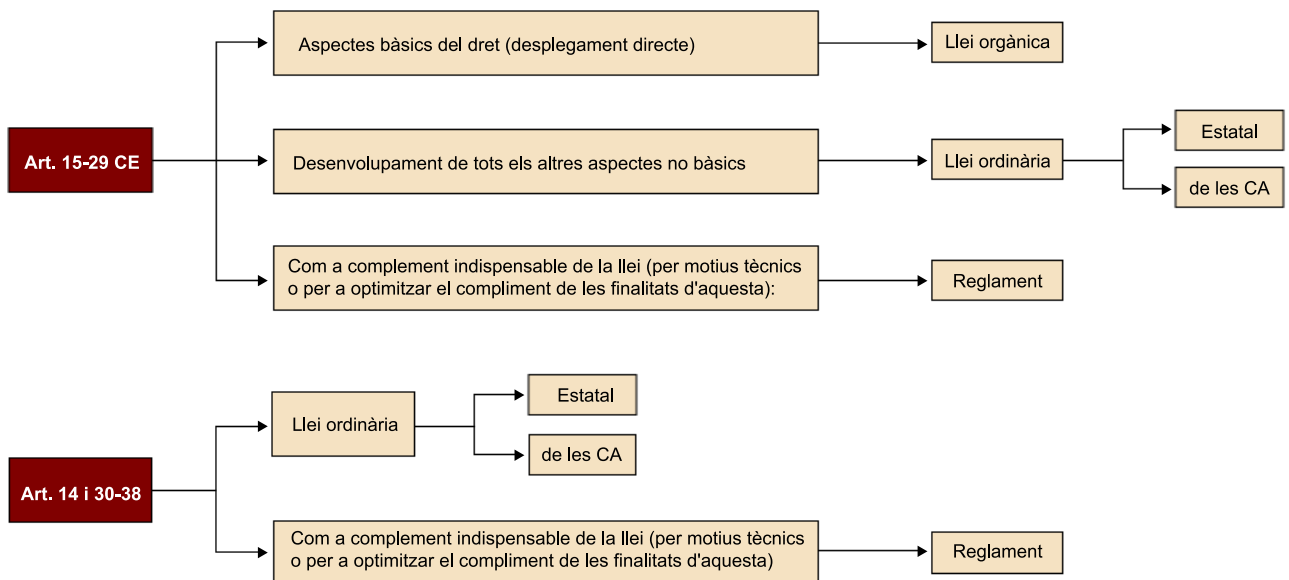 Aspectes bàsics del dret (desplegament directe)
Llei orgànica
Art. 15-29 CE
Desenvolupament de tots els altres aspectes no bàsics
Llei ordinària
Estatal
de les CA
Com a complement indispensable de la llei (per motius tècnics
o per a optimitzar el compliment de les finalitats d'aquesta):
Reglament
Art. 14 i 30-38
Llei ordinària
Estatal
de les CA
Com a complement indispensable de la llei (per motius tècnics
o per a optimitzar el compliment de les finalitats d'aquesta)
Reglament